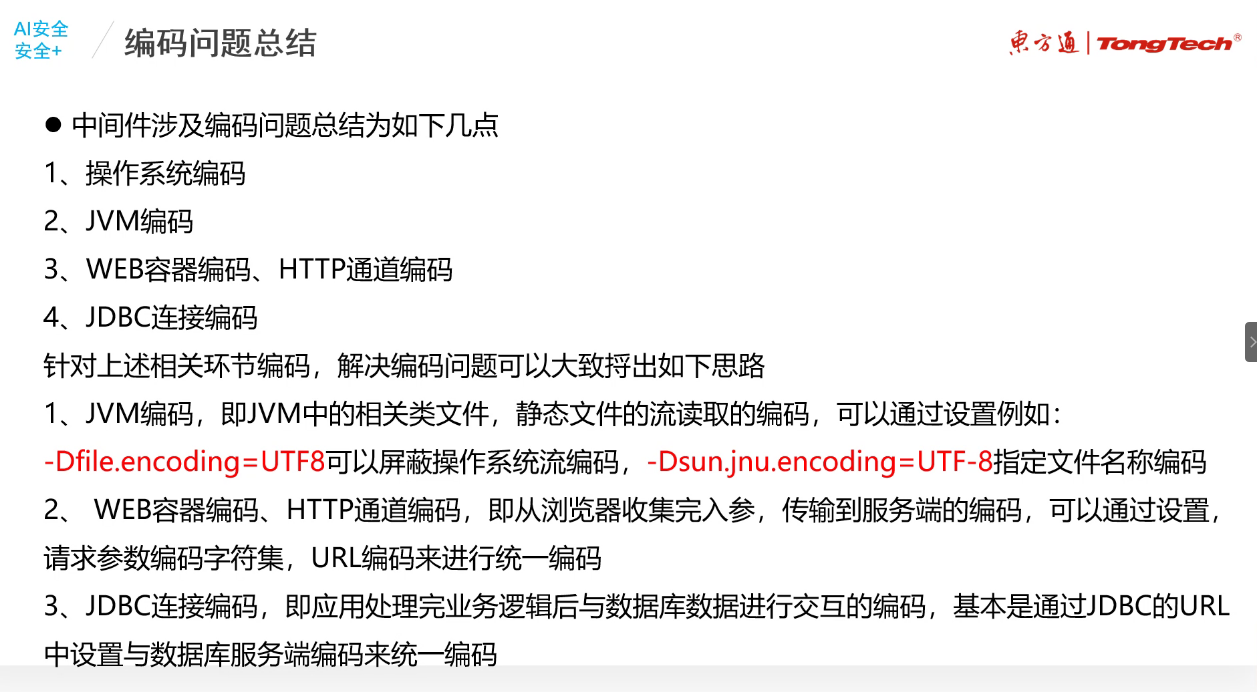 AI安全
安全+
编码问题总结
東方通 | TongTech®
● 中间件涉及编码问题总结为如下几点
1、操作系统编码
2、JVM编码
3、WEB容器编码、HTTP通道编码
4、JDBC连接编码
针对上述相关环节编码，解决编码问题可以大致捋出如下思路
1、JVM编码，即JVM中的相关类文件，静态文件的流读取的编码，可以通过设置例如：
-Dfile.encoding=UTF8可以屏蔽操作系统流编码，-Dsun.jnu.encoding=UTF-8指定文件名称编码
2、 WEB容器编码、HTTP通道编码，即从浏览器收集完入参，传输到服务端的编码，可以通过设置，
请求参数编码字符集，URL编码来进行统一编码
3、JDBC连接编码，即应用处理完业务逻辑后与数据库数据进行交互的编码，基本是通过JDBC的URL
中设置与数据库服务端编码来统一编码